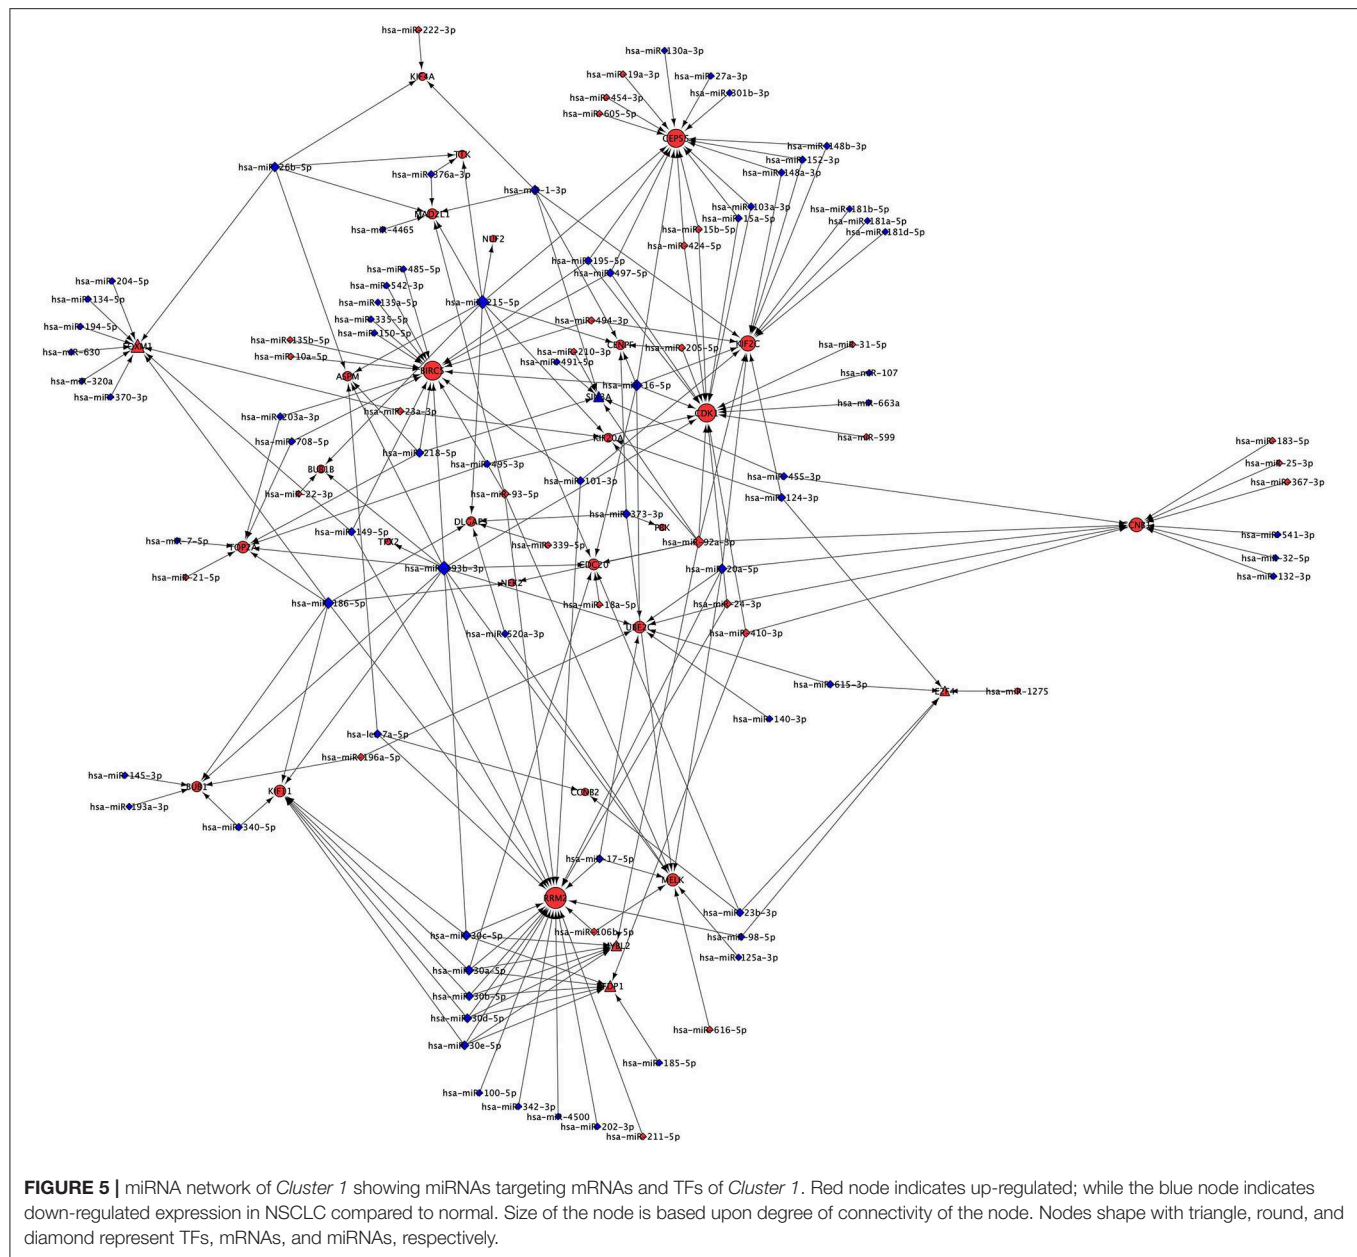 hsa-miR-222-3p
KIF4A
hsa-miR-130a-3p
hsa-miR-19a-3p
hsa-miR-27a-3p
hsa-miR-454-3p
hsa-miR-301b-3p
hsa-miR-605-5p
CEP55
hsa-miR-148b-3p
TTK
hsa-miR-152-3p
hsa-miR-26b-5p
hsa-miR-376a-3p
hsa-miR-148a-3p
hsa-miR-1-3p
hsa-miR-103a-3p
hsa-miR-181b-5p
MAD2L1
hsa-miR-15a-5p
hsa-miR-181a-5p
hsa-miR-4465
hsa-miR-15b-5p
hsa-miR-181d-5p
NUF2
hsa-miR-424-5p
hsa-miR-195-5p
hsa-miR-485-5p
hsa-miR-497-5p
hsa-miR-204-5p
hsa-miR-542-3p
hsa-miR-134-5p
hsa-miR-135a-5p
hsa-miR-215-5p
hsa-miR-335-5p
hsa-miR-494-3p
hsa-miR-194-5p
hsa-miR-150-5p
hsa-miR-135b-5p
FOXM1
CENPF
hsa-miR-205-5p
KIF2C
hsa-miR-31-5p
hsa-miR-630
hsa-miR-10a-5p
hsa-miR-210-3p
hsa-miR-491-5p
hsa-miR-320a
ASPM
BIRC5
hsa-miR-16-5p
hsa-miR-107
hsa-miR-370-3p
SIN3A
hsa-miR-663a
hsa-miR-203a-3p
hsa-miR-23a-3p
CDK1
hsa-miR-708-5p
KIF20A
hsa-miR-599
hsa-miR-183-5p
hsa-miR-218-5p
hsa-miR-495-3p
hsa-miR-25-3p
BUB1B
hsa-miR-101-3p
hsa-miR-455-3p
hsa-miR-367-3p
hsa-miR-22-3p
hsa-miR-93-5p
hsa-miR-124-3p
hsa-miR-149-5p
DLGAP5
hsa-miR-373-3p
PBK
hsa-miR-7-5p
TOP2A
TPX2
hsa-miR-339-5p
hsa-miR-92a-3p
hsa-miR-541-3p
hsa-miR-21-5p
hsa-miR-193b-3p
NEK2
CDC20
hsa-miR-20a-5p
hsa-miR-32-5p
hsa-miR-132-3p
hsa-miR-186-5p
hsa-miR-18a-5p
hsa-miR-24-3p
hsa-miR-520a-3p
UBE2C
hsa-miR-410-3p
hsa-miR-615-3p
hsa-miR-1275
hsa-miR-140-3p
hsa-let-7a-5p
hsa-miR-196a-5p
hsa-miR-145-3p
BUB1
KIF11
CCNB2
hsa-miR-193a-3p
hsa-miR-340-5p
hsa-miR-17-5p
MELK
RRM2
hsa-miR-23b-3p
hsa-miR-30c-5p
hsa-miR-106b-5p
hsa-miR-98-5p
MYBL2
hsa-miR-125a-3p
hsa-miR-30a-5p
TFDP1
hsa-miR-30b-5p
hsa-miR-30d-5p
hsa-miR-616-5p
hsa-miR-30e-5p
hsa-miR-185-5p
hsa-miR-100-5p
hsa-miR-342-3p
hsa-miR-4500
hsa-miR-202-3p
hsa-miR-211-5p
FIGURE 5 | miRNA network of Cluster 1 showing miRNAs targeting mRNAs and TFs of Cluster 1. Red node indicates up-regulated; while the blue node indicates
down-regulated expression in NSCLC compared to normal. Size of the node is based upon degree of connectivity of the node. Nodes shape with triangle, round, and
diamond represent TFs, mRNAs, and miRNAs, respectively.